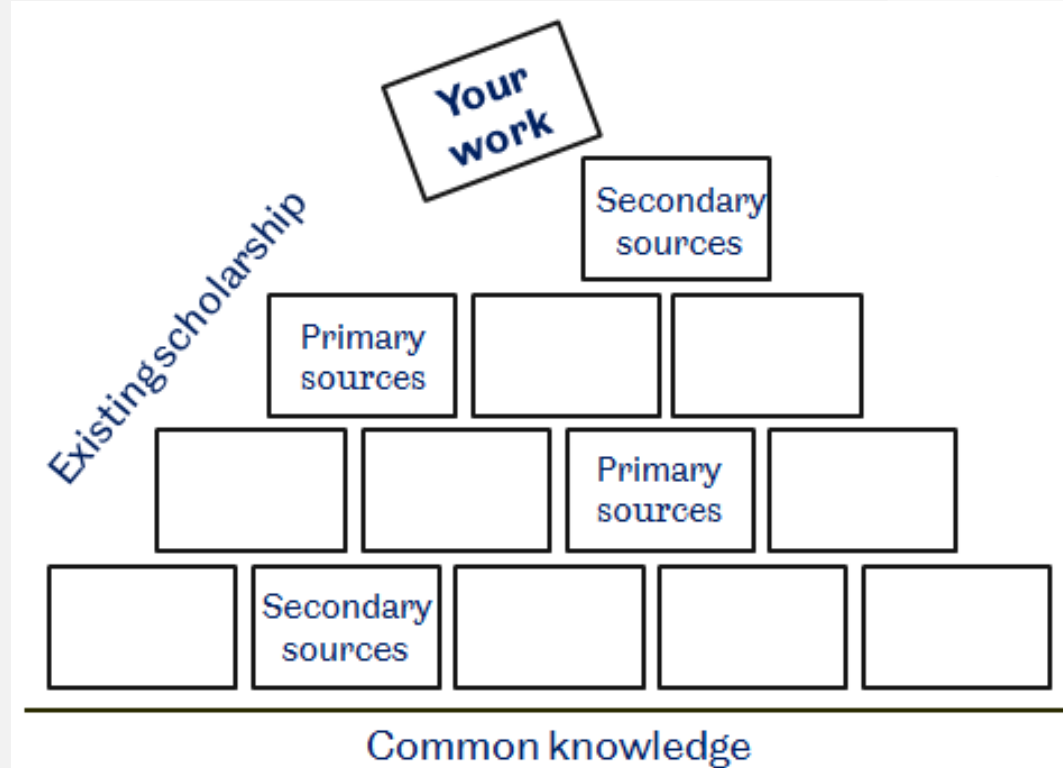 Your
work
Secondary
sources
Existing scholarship
Primary
sources
Primary
sources
Secondary
sources
Common knowledge